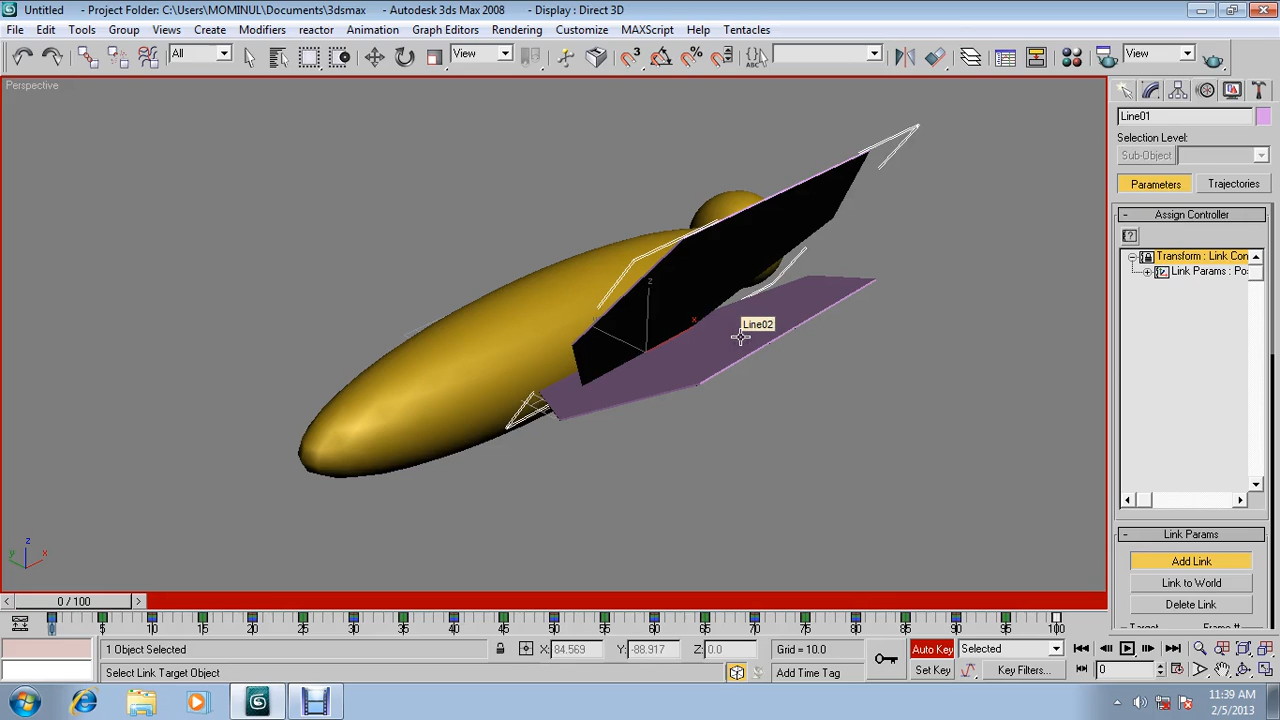 Untitled - Project Folder: C:\Users\MOMINUL\Documents\3dsmax - Autodesk 3ds Max 2008 - Display : Direct 3D
File Edit Tools Group Views Create Modifiers reactor Animation Graph Editors Rendering Customize MAXScript Help Tentacles
All View View
Perspective
Line01
Selection Level:
Sub-Object
Parameters Trajectories
- Assign Controller
?
Transform : Link Con
Link Params : Po
Line02
z
x
- Link Params
Add Link
Link to World
Delete Link
z
y x
< 0 / 100 >
0 5 10 15 20 25 30 35 40 45 50 55 60 65 70 75 80 85 90 95 100
1 Object Selected X: 84.569 Y: -88.917 Z: 0.0 Grid = 10.0 Auto Key Selected
Select Link Target Object Add Time Tag Set Key Key Filters... 0
11:39 AM
2/5/2013